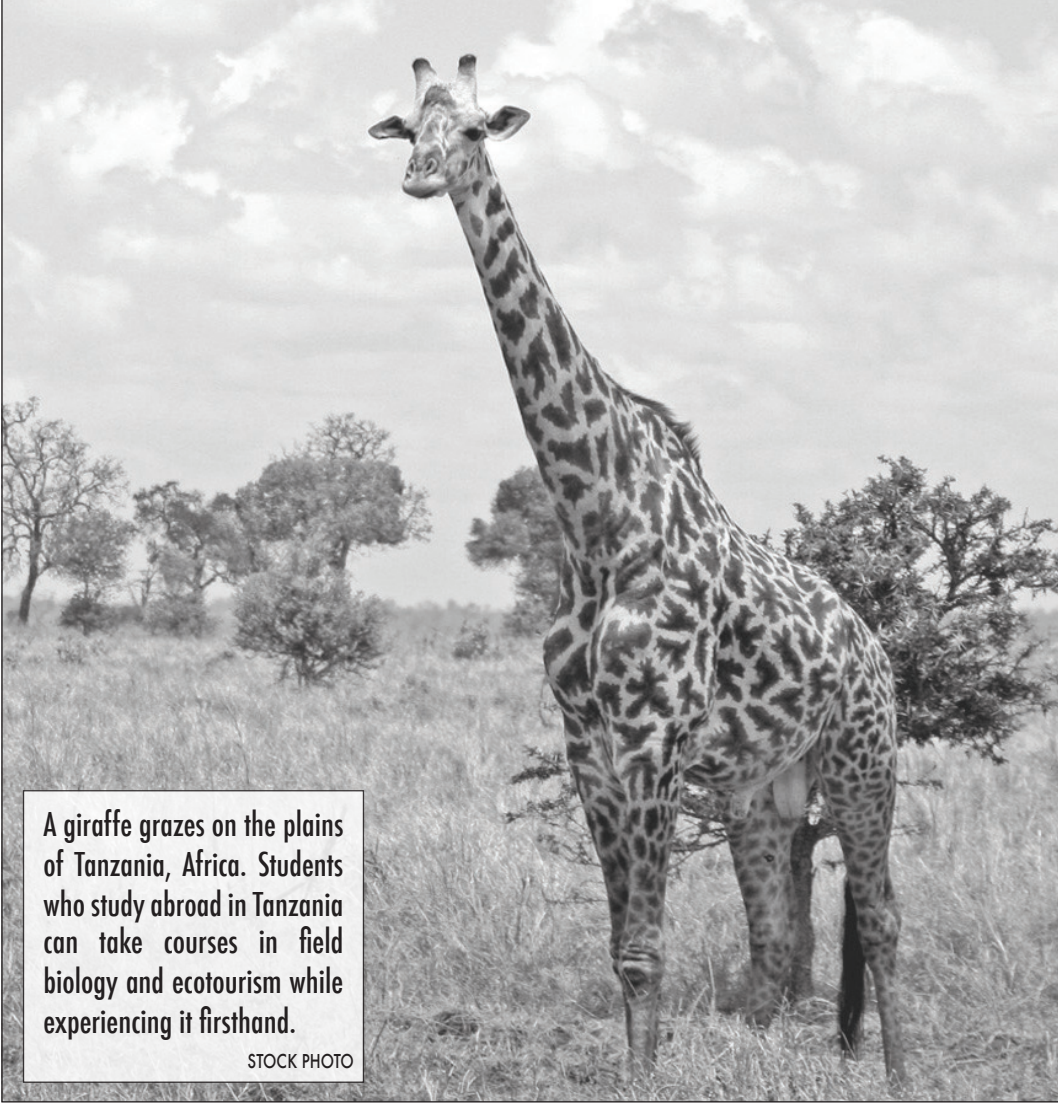 A giraffe grazes on the plains
of Tanzania, Africa. Students
who study abroad in Tanzania
can take courses in field
biology and ecotourism while
experiencing it firsthand.
STOCK PHOTO